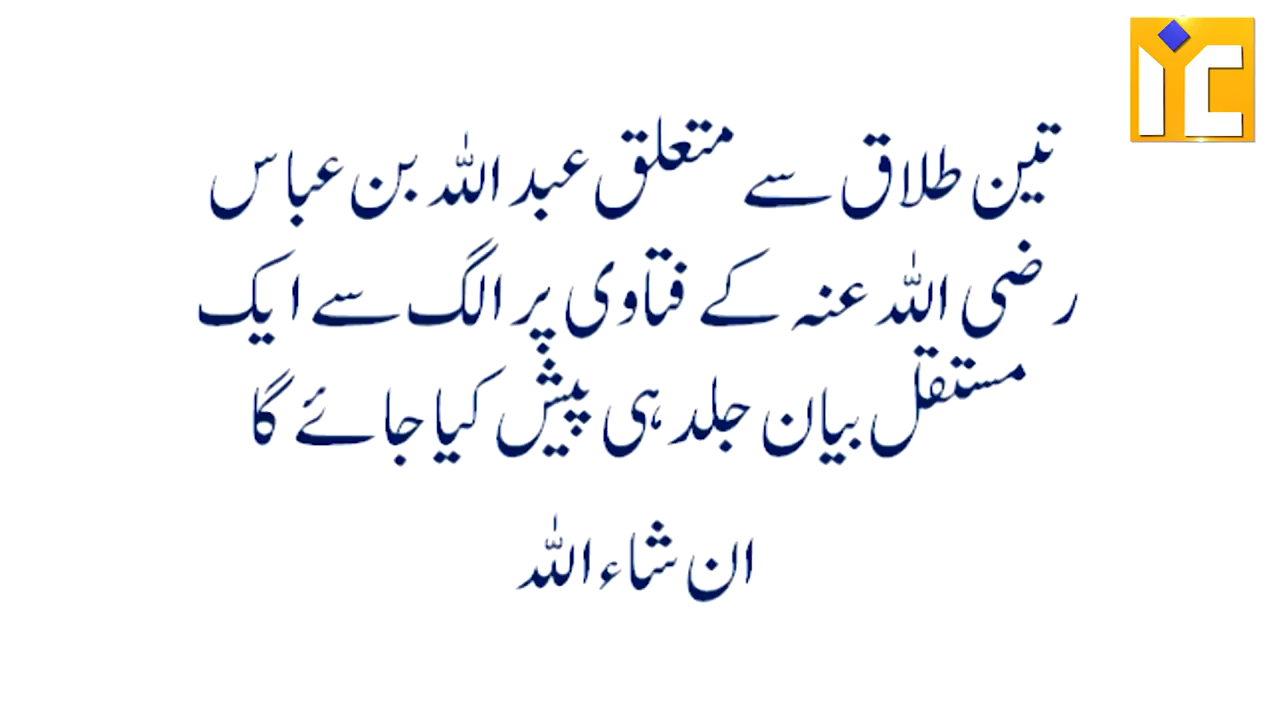 تین طلاق سے متعلق عبد اللہ بن عباس
رضی اللہ عنہ کے فتاوی پر الگ سے ایک
مستقل بیان جلد ہی پیش کیا جائے گا
ان شاء اللہ
IC